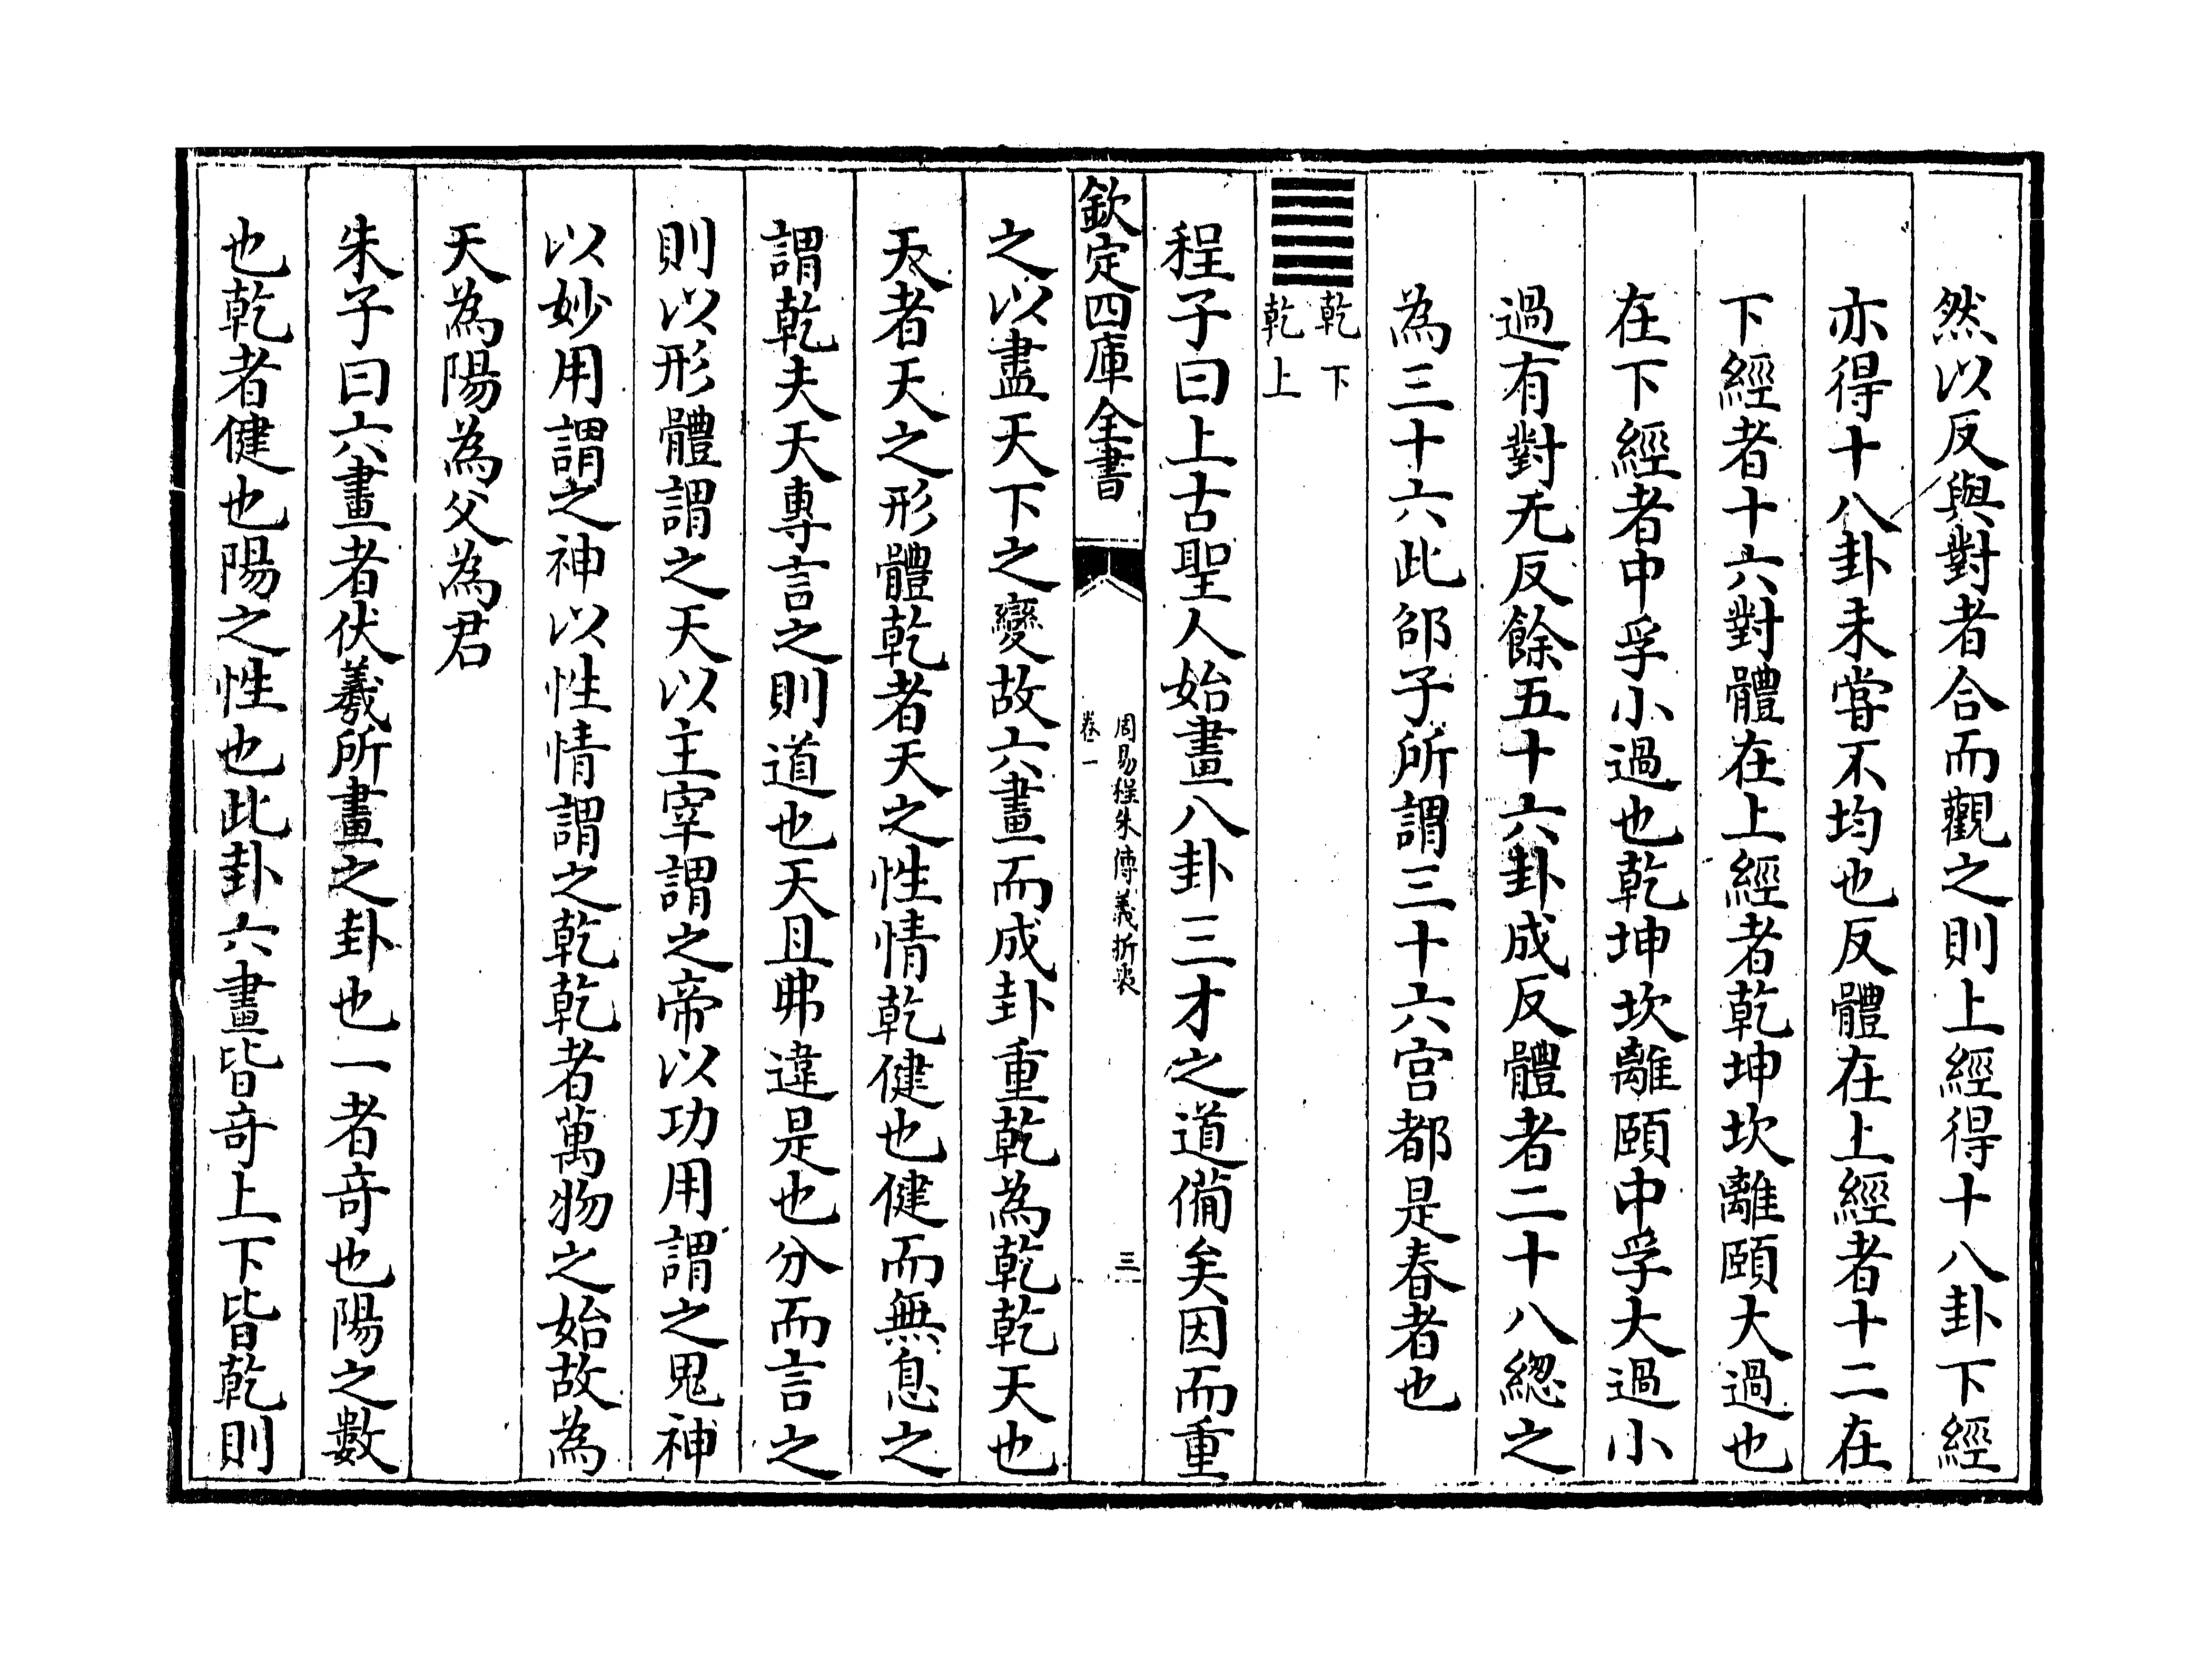 然以反與對者合而觀之則上經得十八卦下經
亦得十八卦未嘗不均也反體在上經者十二在
下經者十六對體在上經者乾坤坎離頤大過也
在下經者中孚小過也乾坤坎離頤中孚大過小
過有對无反餘五十六卦成反體者二十八緫之
為三十六此邵子所謂三十六宫都是春者也
乾下
乾上
程子曰上古聖人始畫八卦三才之道備矣因而重
欽定四庫全書
周易程朱傳義折衷
卷一
三
之以盡天下之變故六畫而成卦重乾為乾乾天也
天者天之形體乾者天之性情乾健也健而無息之
謂乾夫天專言之則道也天且弗違是也分而言之
則以形體謂之天以主宰謂之帝以功用謂之鬼神
以妙用謂之神以性情謂之乾乾者萬物之始故為
天為陽為父為君
朱子曰六畫者伏羲所畫之卦也一者竒也陽之數
也乾者健也陽之性也此卦六畫皆竒上下皆乾則